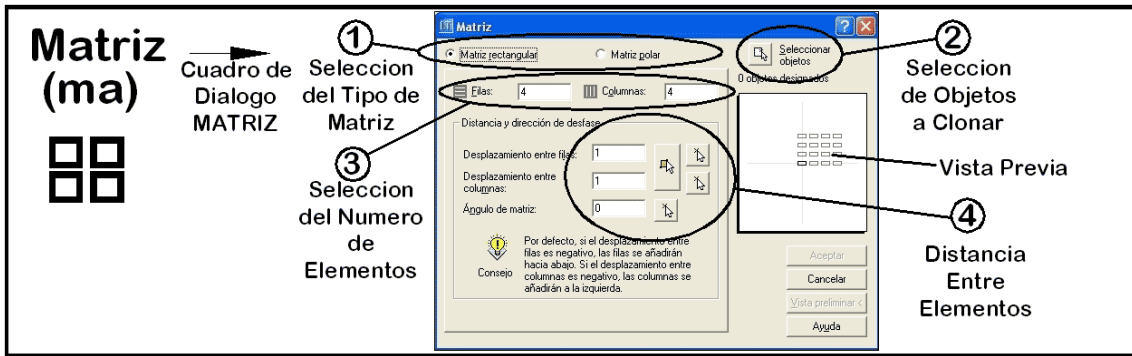 Matriz
(ma)
Cuadro de
Dialogo
MATRIZ
1
Seleccion
del Tipo de
Matriz
3
Seleccion
del Numero
de
Elementos
Matriz
Matriz rectangular
Matriz polar
Seleccionar
objetos
0 objetos designados
Filas: 4 Columnas: 4
Distancia y dirección de desfase
Desplazamiento entre filas: 1
Desplazamiento entre
columnas: 1
Ángulo de matriz: 0
Consejo
Por defecto, si el desplazamiento entre
filas es negativo, las filas se añadirán
hacia abajo. Si el desplazamiento entre
columnas es negativo, las columnas se
añadirán a la izquierda.
Aceptar
Cancelar
Vista preliminar <
Ayuda
2
Seleccion
de Objetos
a Clonar
Vista Previa
4
Distancia
Entre
Elementos